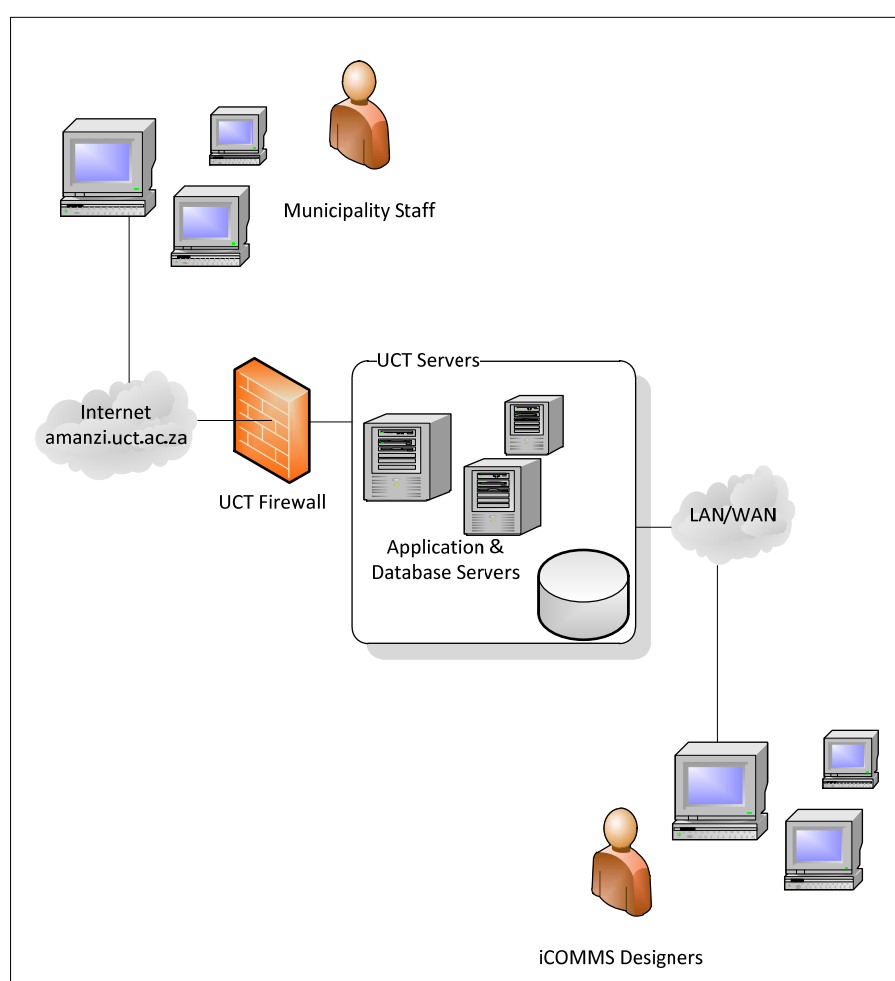 Municipality Staff
UCT Servers
Internet
amanzi.uct.ac.za
UCT Firewall
Application &
Database Servers
LAN/WAN
iCOMMS Designers